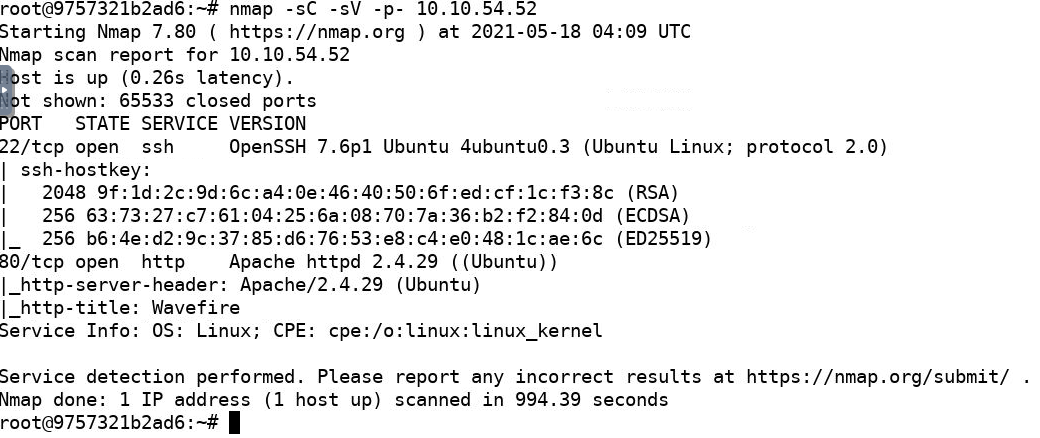 root@9757321b2ad6:~# nmap -sC -sV -p- 10.10.54.52
Starting Nmap 7.80 ( https://nmap.org ) at 2021-05-18 04:09 UTC
Nmap scan report for 10.10.54.52
Host is up (0.26s latency).
Not shown: 65533 closed ports
PORT   STATE SERVICE VERSION
22/tcp open  ssh     OpenSSH 7.6p1 Ubuntu 4ubuntu0.3 (Ubuntu Linux; protocol 2.0)
| ssh-hostkey:
|   2048 9f:1d:2c:9d:6c:a4:0e:46:40:50:6f:ed:cf:1c:f3:8c (RSA)
|   256 63:73:27:c7:61:04:25:6a:08:70:7a:36:b2:f2:84:0d (ECDSA)
|_  256 b6:4e:d2:9c:37:85:d6:76:53:e8:c4:e0:48:1c:ae:6c (ED25519)
80/tcp open  http    Apache httpd 2.4.29 ((Ubuntu))
|_http-server-header: Apache/2.4.29 (Ubuntu)
|_http-title: Wavefire
Service Info: OS: Linux; CPE: cpe:/o:linux:linux_kernel

Service detection performed. Please report any incorrect results at https://nmap.org/submit/ .
Nmap done: 1 IP address (1 host up) scanned in 994.39 seconds
root@9757321b2ad6:~#